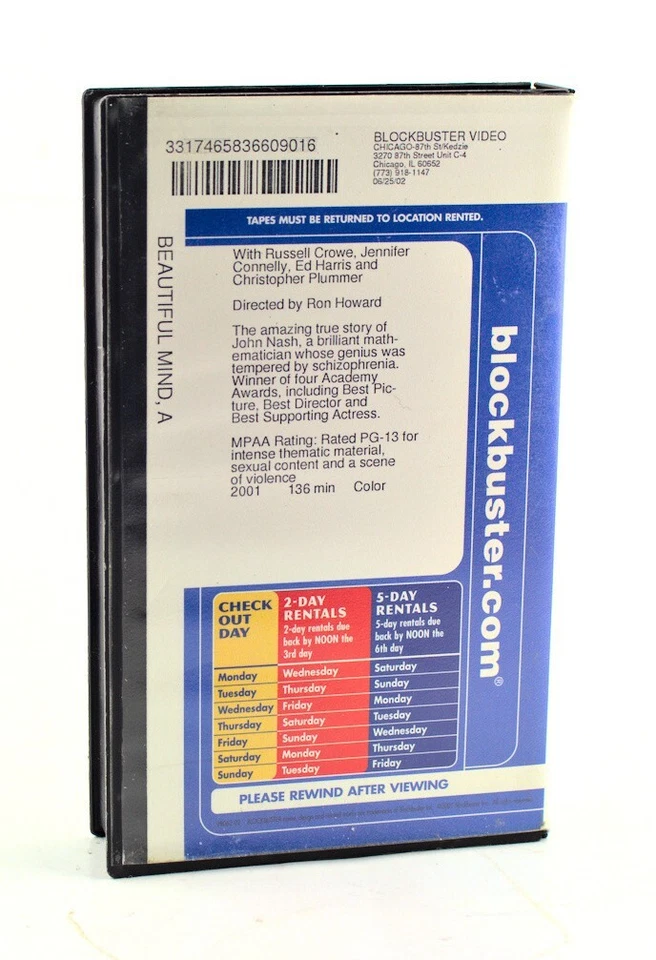 3317465836609016
BLOCKBUSTER VIDEO
CHICAGO-87th St/Kedzie
3270 87th Street Unit C-4
Chicago, IL 60652
(773) 918-1147
06/25/02
TAPES MUST BE RETURNED TO LOCATION RENTED.
BEAUTIFUL MIND, A
With Russell Crowe, Jennifer
Connelly, Ed Harris and
Christopher Plummer
Directed by Ron Howard
The amazing true story of
John Nash, a brilliant math-
ematician whose genius was
tempered by schizophrenia.
Winner of four Academy
Awards, including Best Pic-
ture, Best Director and
Best Supporting Actress.
MPAA Rating: Rated PG-13 for
intense thematic material,
sexual content and a scene
of violence
2001 136 min Color
blockbuster.com®
CHECK
OUT
DAY
2-DAY
RENTALS
2-day rentals due
back by NOON the
3rd day
5-DAY
RENTALS
5-day rentals due
back by NOON the
6th day
Monday Wednesday Saturday
Tuesday Thursday Sunday
Wednesday Friday Monday
Thursday Saturday Tuesday
Friday Sunday Wednesday
Saturday Monday Thursday
Sunday Tuesday Friday
PLEASE REWIND AFTER VIEWING